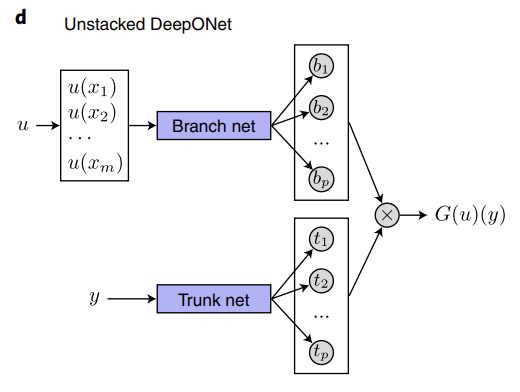 d
Unstacked DeepONet
u
u(x₁)
u(x₂)
...
u(xₘ)
Branch net
b₁
b₂
...
bₚ
×
G(u)(y)
y
Trunk net
t₁
t₂
...
tₚ